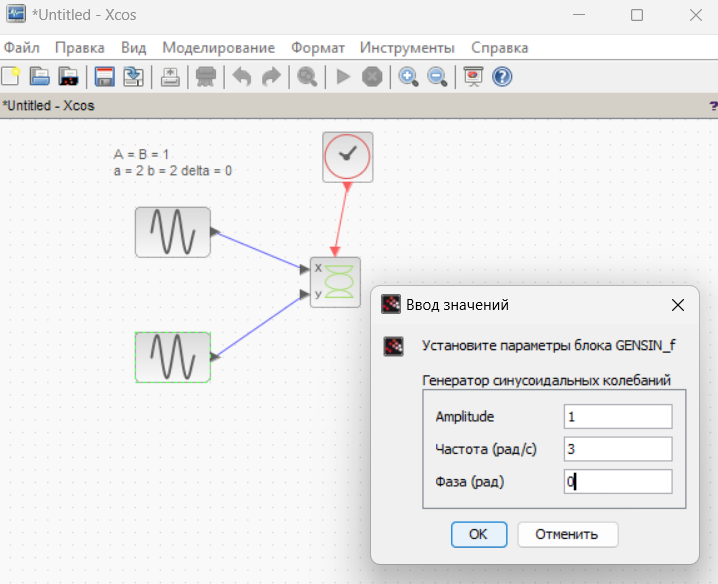 *Untitled - Xcos
Файл Правка Вид Моделирование Формат Инструменты Справка
*Untitled - Xcos
?
A = B = 1
a = 2 b = 2 delta = 0
x
y
Ввод значений
Установите параметры блока GENSIN_f
Генератор синусоидальных колебаний
Amplitude 1
Частота (рад/с) 3
Фаза (рад) 0
OK Отменить